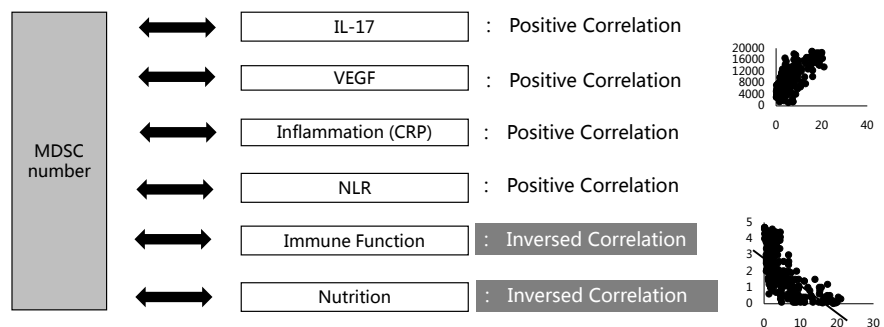 MDSC
number
IL-17 : Positive Correlation
VEGF : Positive Correlation
Inflammation (CRP) : Positive Correlation
NLR : Positive Correlation
Immune Function : Inversed Correlation
Nutrition : Inversed Correlation
20000
16000
12000
8000
4000
0
0 20 40
5
4
3
2
1
0
0 10 20 30